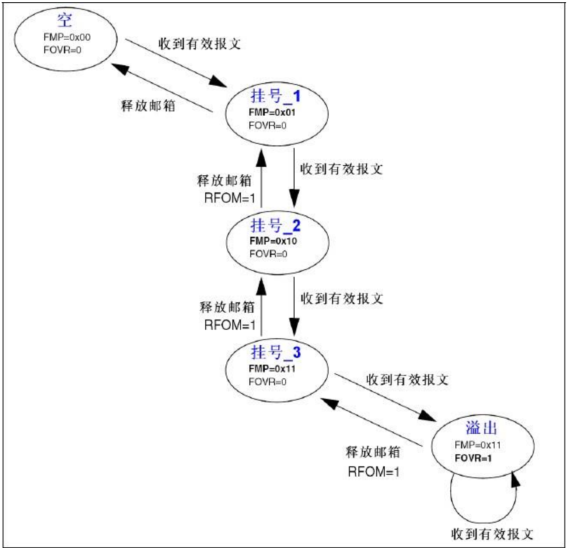 空
FMP=0x00
FOVR=0
收到有效报文
释放邮箱
挂号_1
FMP=0x01
FOVR=0
释放邮箱
RFOM=1
收到有效报文
挂号_2
FMP=0x10
FOVR=0
释放邮箱
RFOM=1
收到有效报文
挂号_3
FMP=0x11
FOVR=0
收到有效报文
释放邮箱
RFOM=1
溢出
FMP=0x11
FOVR=1
收到有效报文